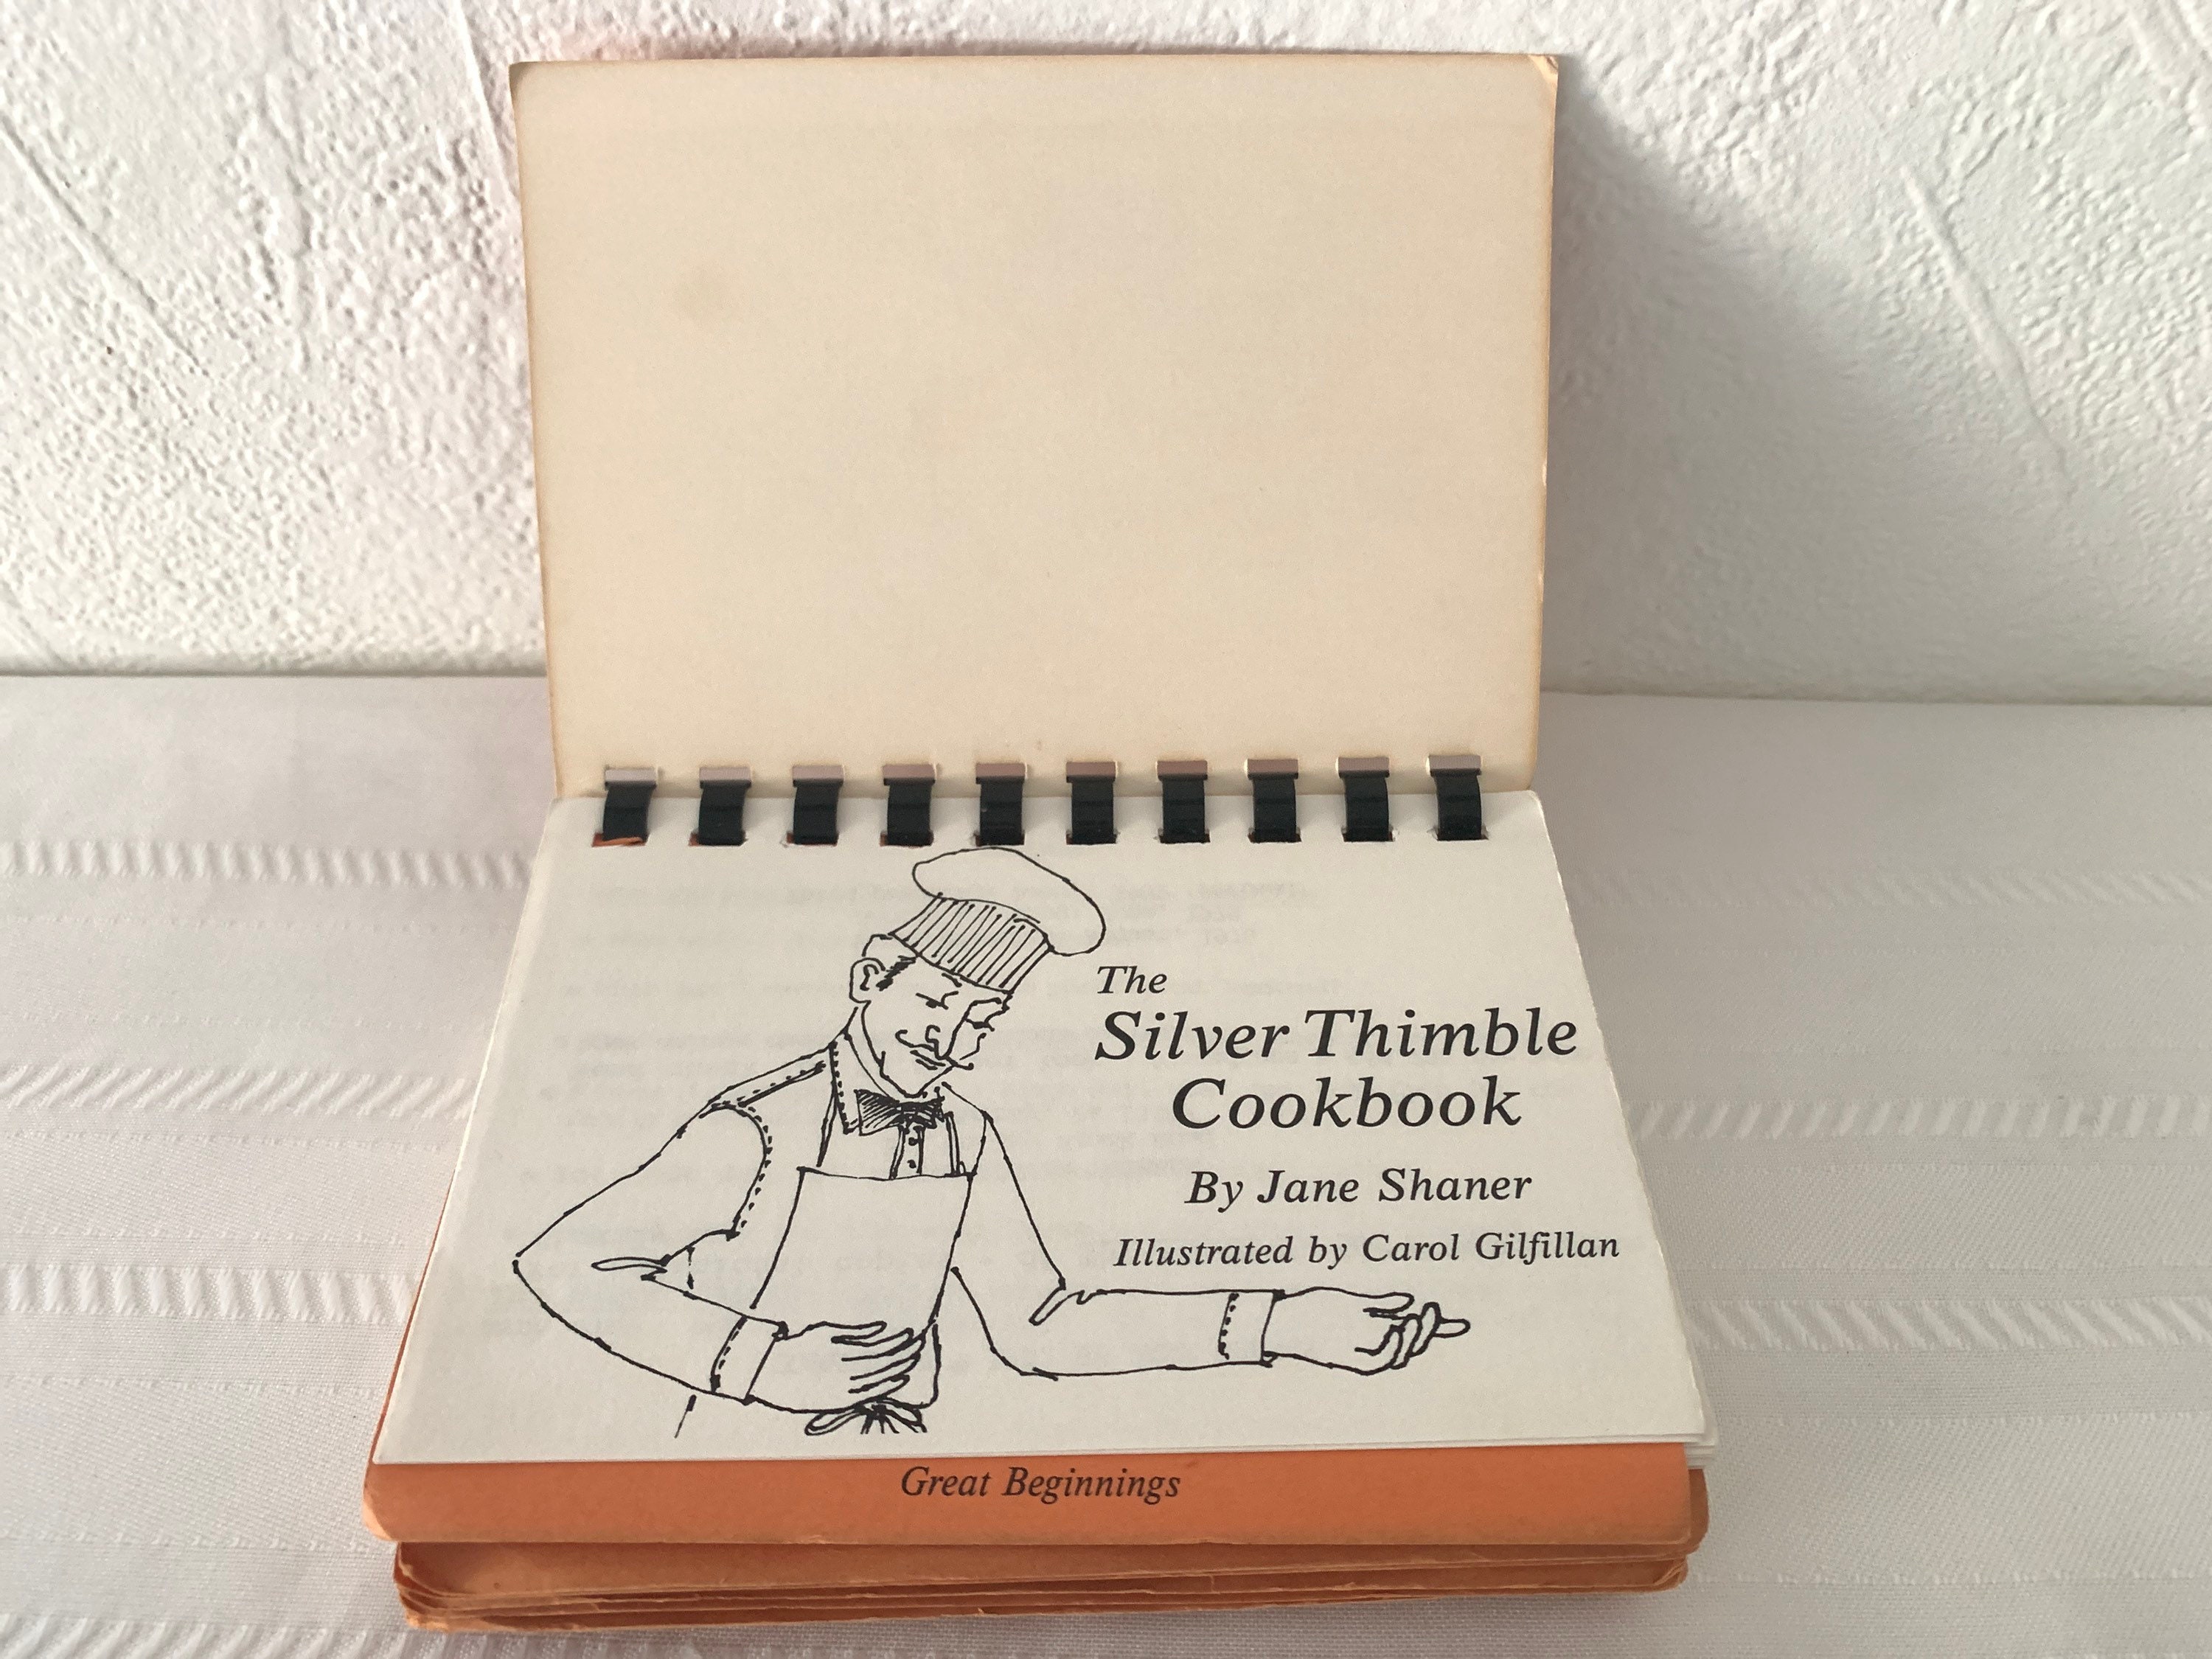 The
Silver Thimble
Cookbook
By Jane Shaner
Illustrated by Carol Gilfillan
Great Beginnings